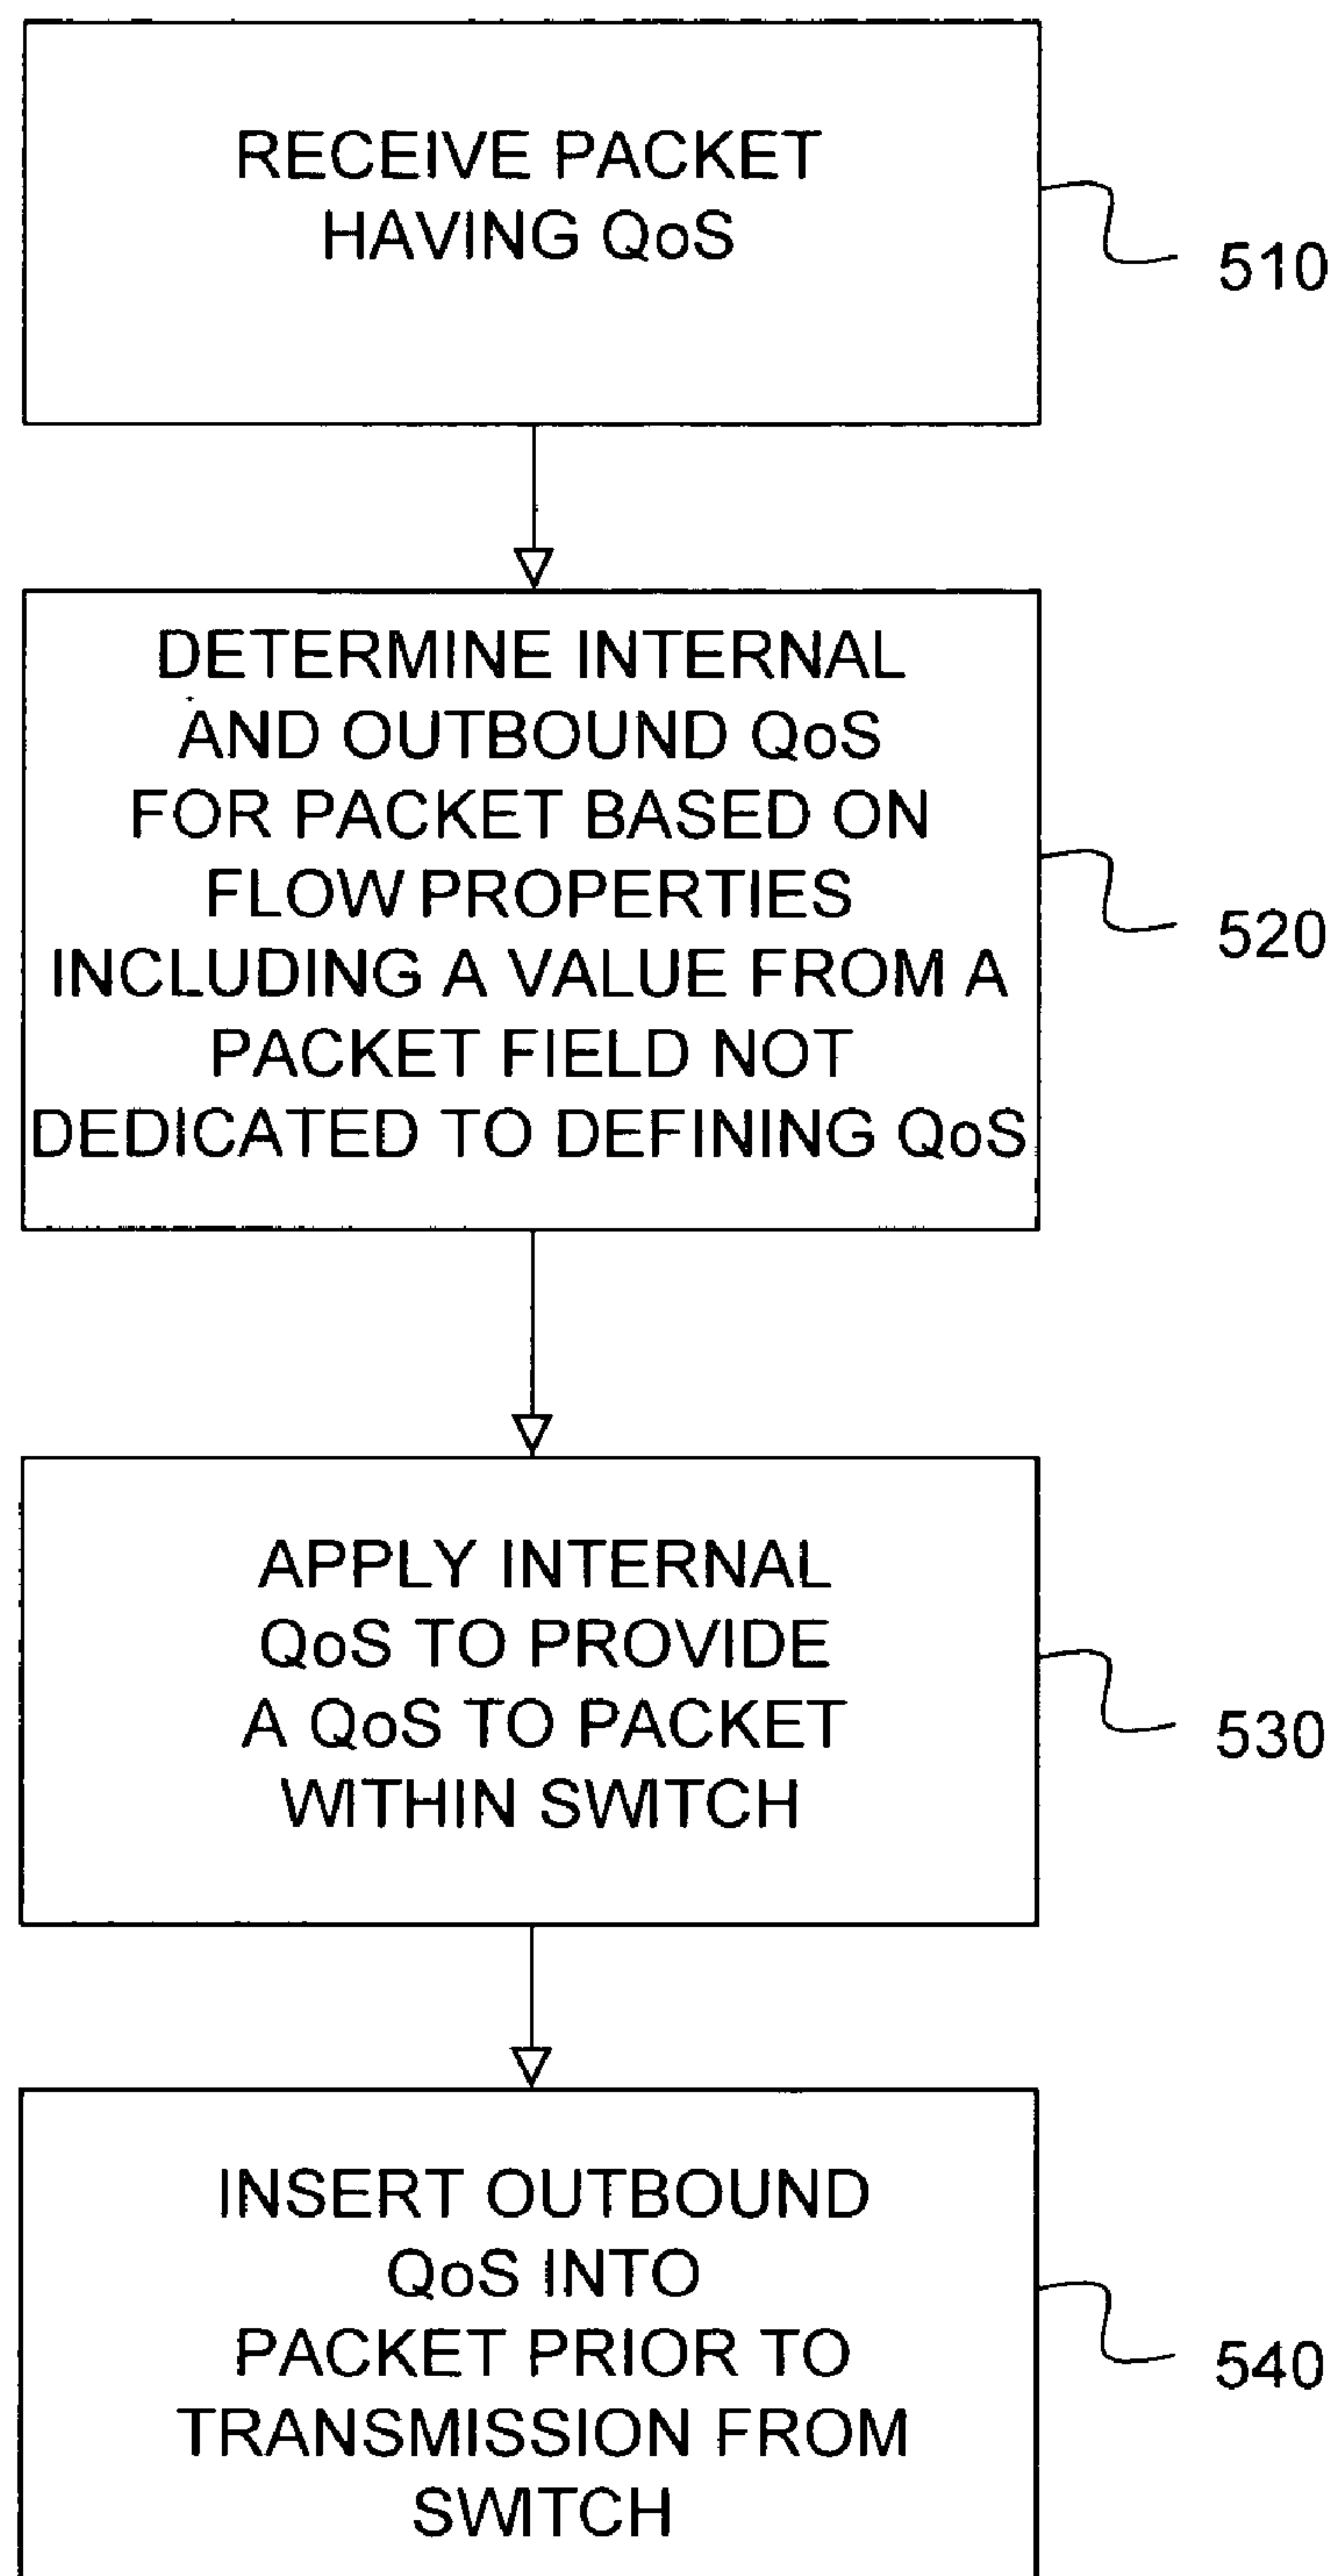 RECEIVE PACKET
HAVING QoS
510
DETERMINE INTERNAL
AND OUTBOUND QoS
FOR PACKET BASED ON
FLOW PROPERTIES
INCLUDING A VALUE FROM A
PACKET FIELD NOT
DEDICATED TO DEFINING QoS
520
APPLY INTERNAL
QoS TO PROVIDE
A QoS TO PACKET
WITHIN SWITCH
530
INSERT OUTBOUND
QoS INTO
PACKET PRIOR TO
TRANSMISSION FROM
SWITCH
540